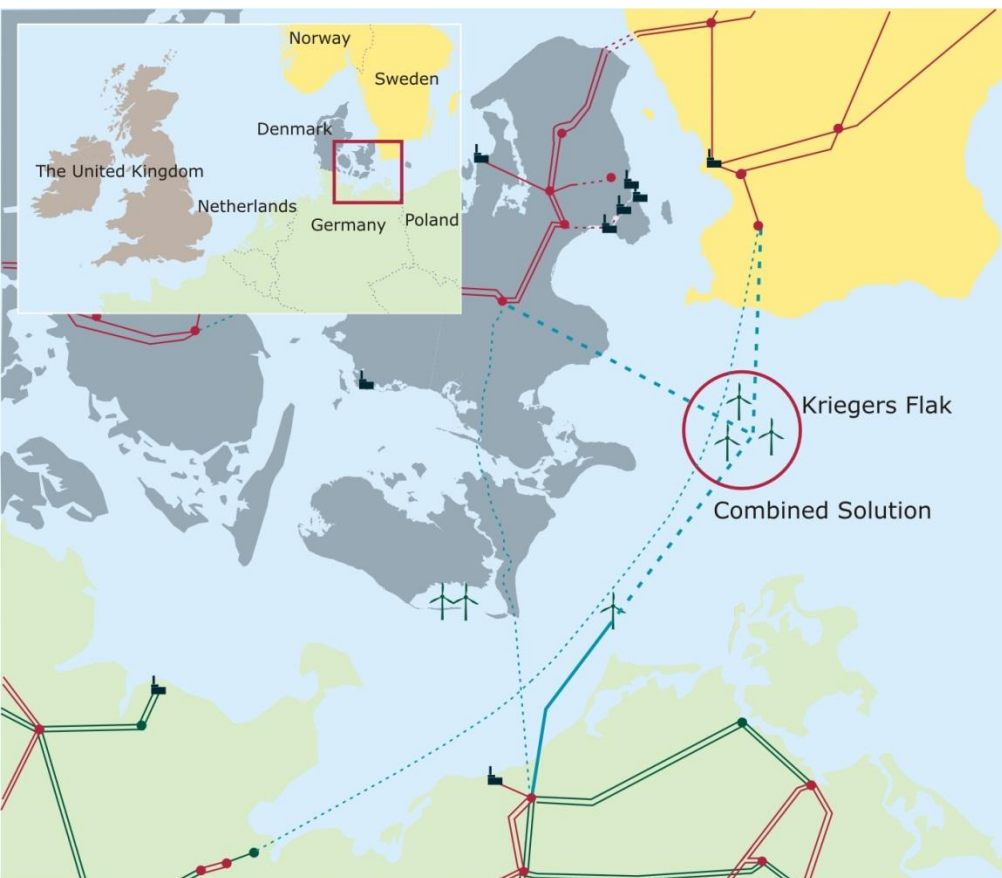 Norway
Sweden
Denmark
The United Kingdom
Netherlands
Germany
Poland
Kriegers Flak
Combined Solution